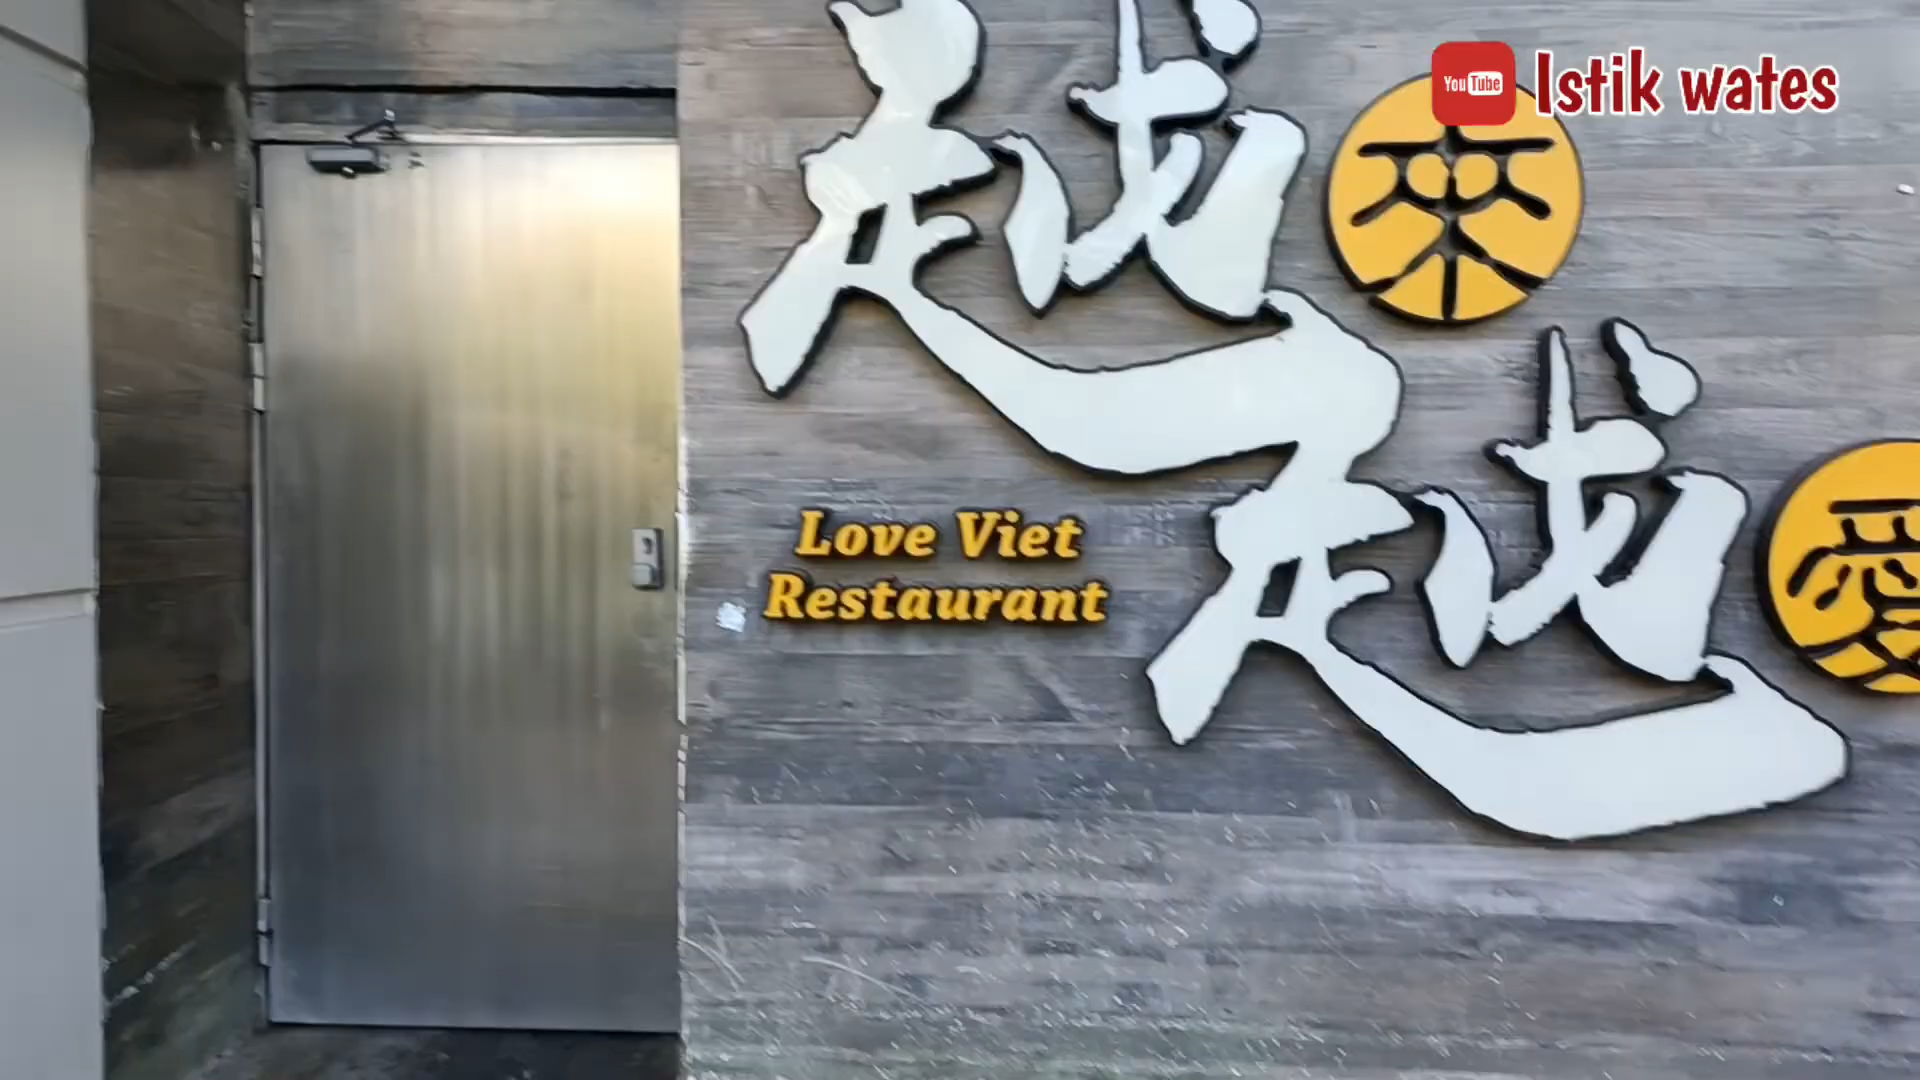 YouTube Istik wates
越來
越愛
Love Viet
Restaurant